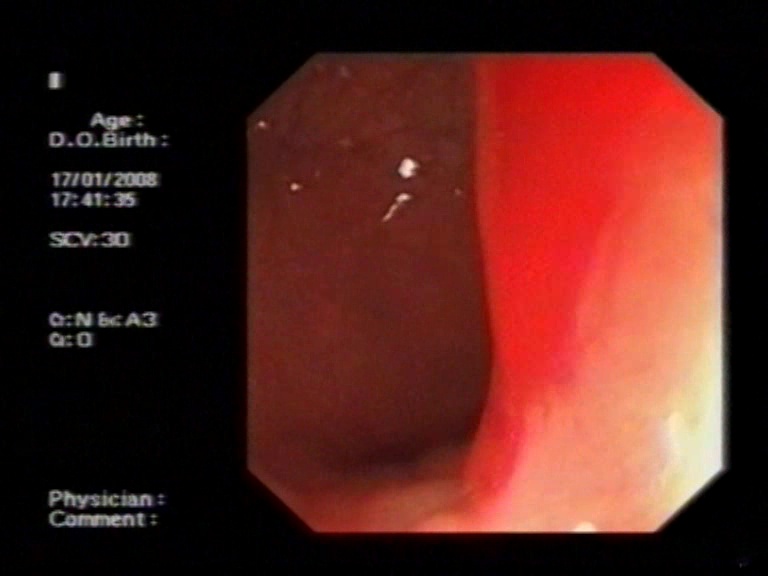 Age:
D.O.Birth:
17/01/2008
17:41:35
SCV:30
Physician:
Comment: